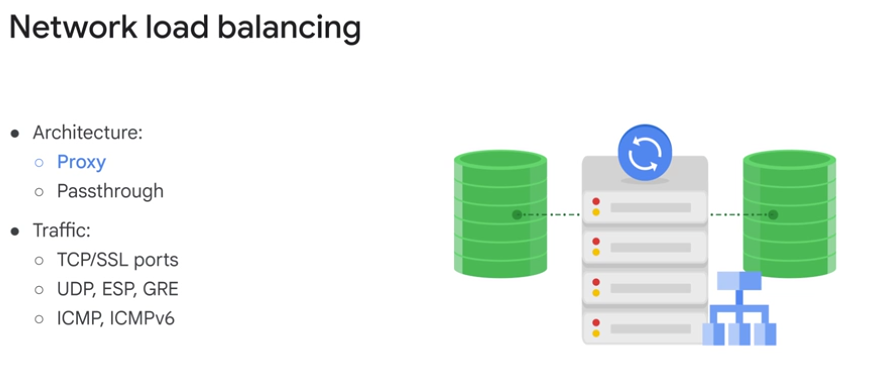 Network load balancing
● Architecture:
○ Proxy
○ Passthrough
● Traffic:
○ TCP/SSL ports
○ UDP, ESP, GRE
○ ICMP, ICMPv6